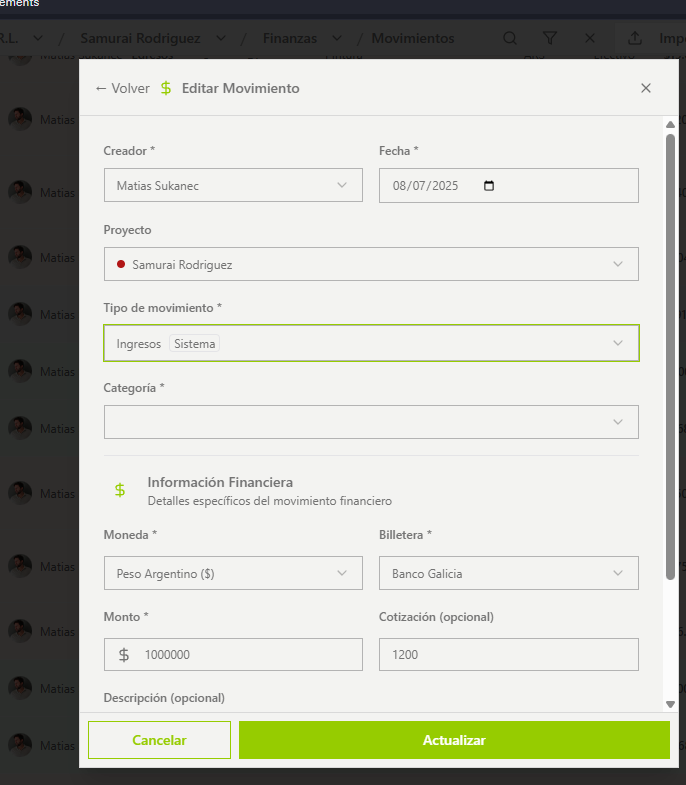 ements
R.L. / Samurai Rodriguez / Finanzas / Movimientos
← Volver $ Editar Movimiento
Creador *
Fecha *
Matias Sukanec
08/07/2025
Proyecto
Samurai Rodriguez
Tipo de movimiento *
Ingresos Sistema
Categoría *
$ Información Financiera
Detalles específicos del movimiento financiero
Moneda *
Billetera *
Peso Argentino ($)
Banco Galicia
Monto *
Cotización (opcional)
$ 1000000
1200
Descripción (opcional)
Cancelar
Actualizar
Matias
Matias
Matias
Matias
Matias
Matias
Matias
Matias
Matias
Matias
Matias